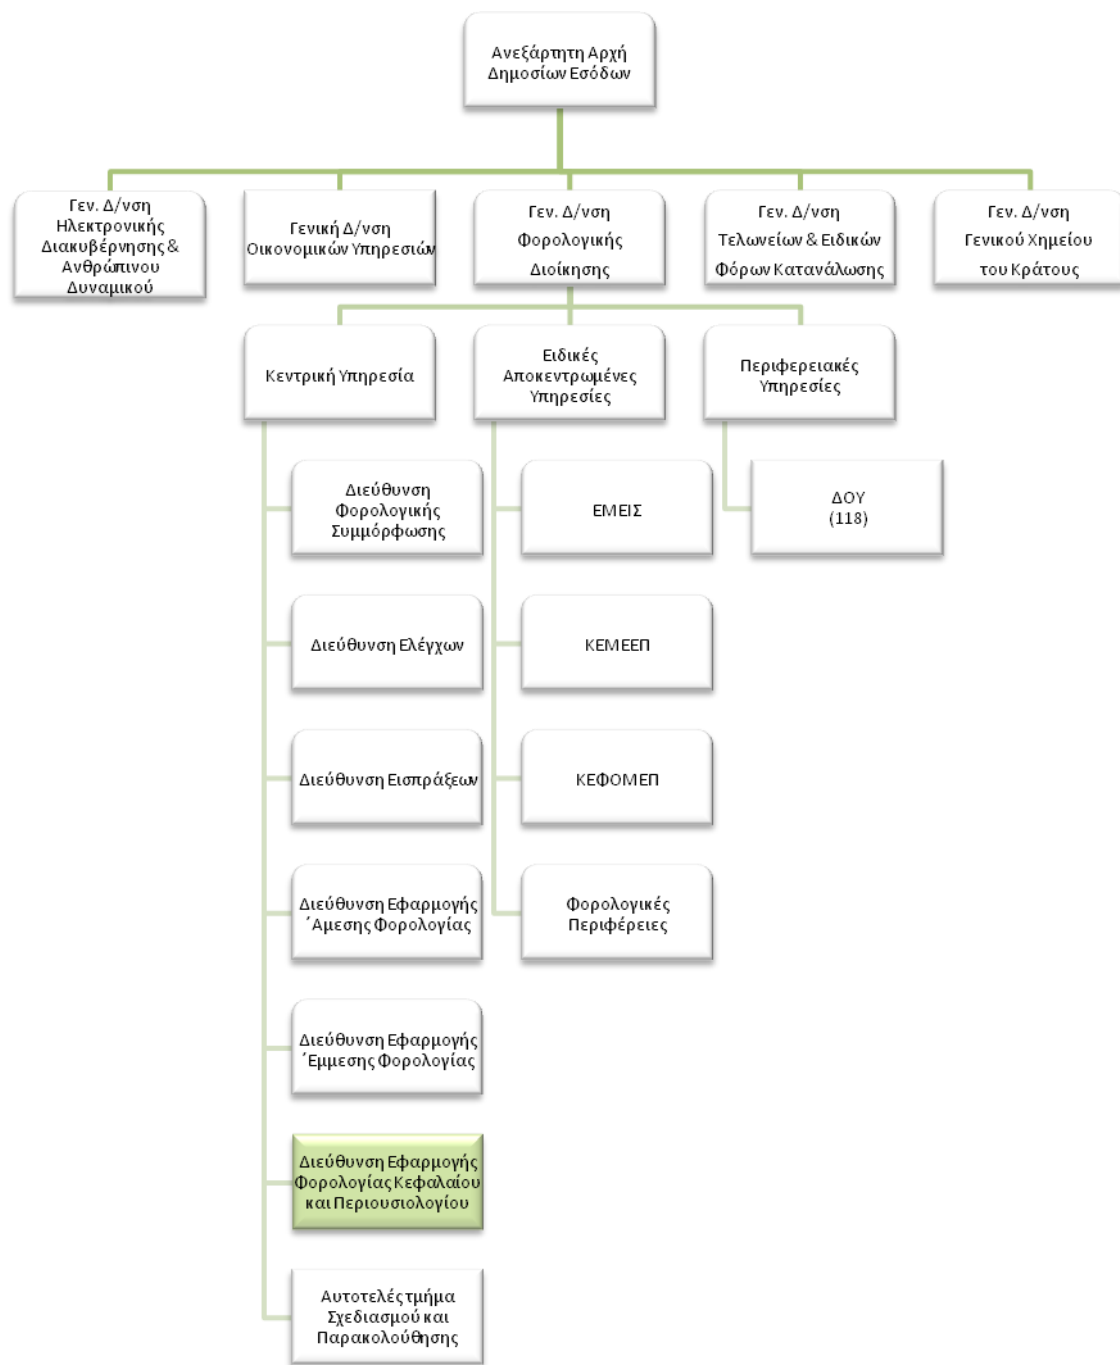 Ανεξάρτητη Αρχή
Δημοσίων Εσόδων
Γεν. Δ/νση
Ηλεκτρονικής
Διακυβέρνησης &
Ανθρώπινου
Δυναμικού
Γενική Δ/νση
Οικονομικών Υπηρεσιών
Γεν. Δ/νση
Φορολογικής
Διοίκησης
Γεν. Δ/νση
Τελωνείων & Ειδικών
Φόρων Κατανάλωσης
Γεν. Δ/νση
Γενικού Χημείου
του Κράτους
Κεντρική Υπηρεσία
Ειδικές
Αποκεντρωμένες
Υπηρεσίες
Περιφερειακές
Υπηρεσίες
Διεύθυνση
Φορολογικής
Συμμόρφωσης
ΕΜΕΙΣ
ΔΟΥ
(118)
Διεύθυνση Ελέγχων
ΚΕΜΕΕΠ
Διεύθυνση Εισπράξεων
ΚΕΦΟΜΕΠ
Διεύθυνση Εφαρμογής
΄Αμεσης Φορολογίας
Φορολογικές
Περιφέρειες
Διεύθυνση Εφαρμογής
΄Εμμεσης Φορολογίας
Διεύθυνση Εφαρμογής
Φορολογίας Κεφαλαίου
και Περιουσιολογίου
Αυτοτελές τμήμα
Σχεδιασμού και
Παρακολούθησης